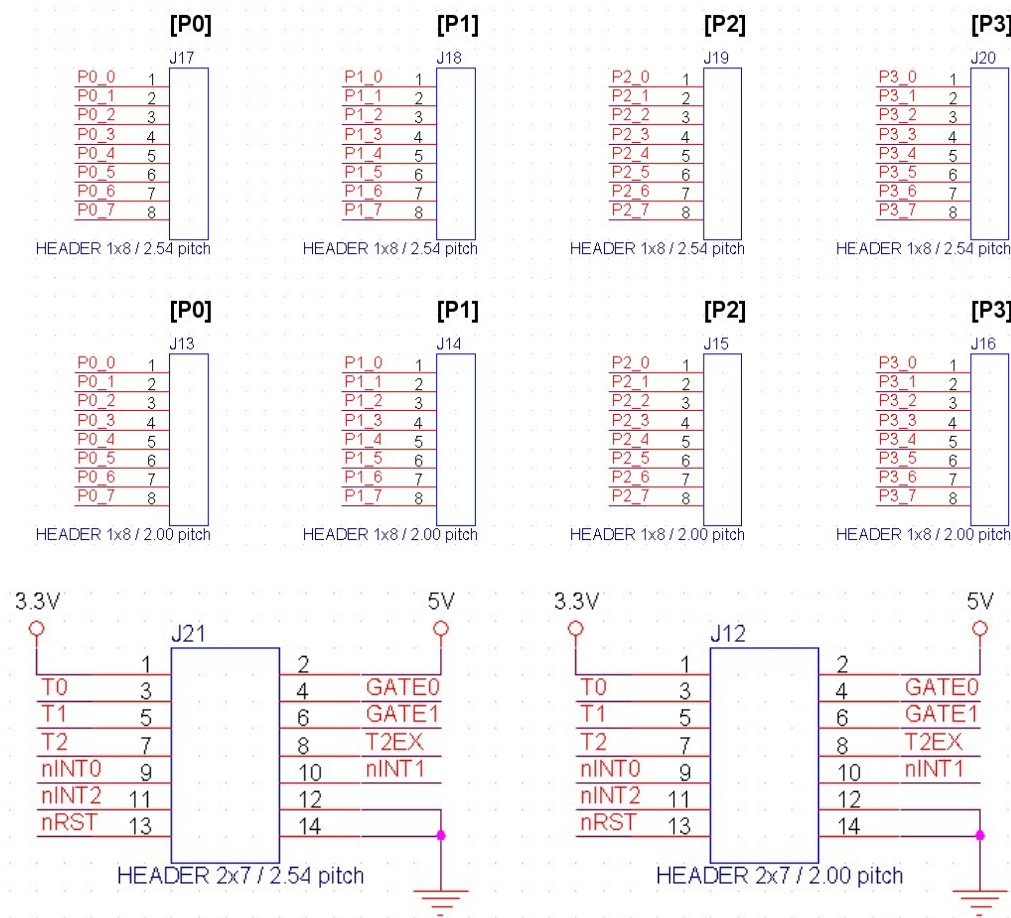 [P0] [P1] [P2] [P3]
J17 J18 J19 J20
P0_0 1 P1_0 1 P2_0 1 P3_0 1
P0_1 2 P1_1 2 P2_1 2 P3_1 2
P0_2 3 P1_2 3 P2_2 3 P3_2 3
P0_3 4 P1_3 4 P2_3 4 P3_3 4
P0_4 5 P1_4 5 P2_4 5 P3_4 5
P0_5 6 P1_5 6 P2_5 6 P3_5 6
P0_6 7 P1_6 7 P2_6 7 P3_6 7
P0_7 8 P1_7 8 P2_7 8 P3_7 8
HEADER 1x8 / 2.54 pitch HEADER 1x8 / 2.54 pitch HEADER 1x8 / 2.54 pitch HEADER 1x8 / 2.54 pitch
[P0] [P1] [P2] [P3]
J13 J14 J15 J16
P0_0 1 P1_0 1 P2_0 1 P3_0 1
P0_1 2 P1_1 2 P2_1 2 P3_1 2
P0_2 3 P1_2 3 P2_2 3 P3_2 3
P0_3 4 P1_3 4 P2_3 4 P3_3 4
P0_4 5 P1_4 5 P2_4 5 P3_4 5
P0_5 6 P1_5 6 P2_5 6 P3_5 6
P0_6 7 P1_6 7 P2_6 7 P3_6 7
P0_7 8 P1_7 8 P2_7 8 P3_7 8
HEADER 1x8 / 2.00 pitch HEADER 1x8 / 2.00 pitch HEADER 1x8 / 2.00 pitch HEADER 1x8 / 2.00 pitch
3.3V 5V 3.3V 5V
J21 J12
1 2 1 2
T0 3 4 GATE0 T0 3 4 GATE0
T1 5 6 GATE1 T1 5 6 GATE1
T2 7 8 T2EX T2 7 8 T2EX
nINT0 9 10 nINT1 nINT0 9 10 nINT1
nINT2 11 12 nINT2 11 12
nRST 13 14 nRST 13 14
HEADER 2x7 / 2.54 pitch HEADER 2x7 / 2.00 pitch